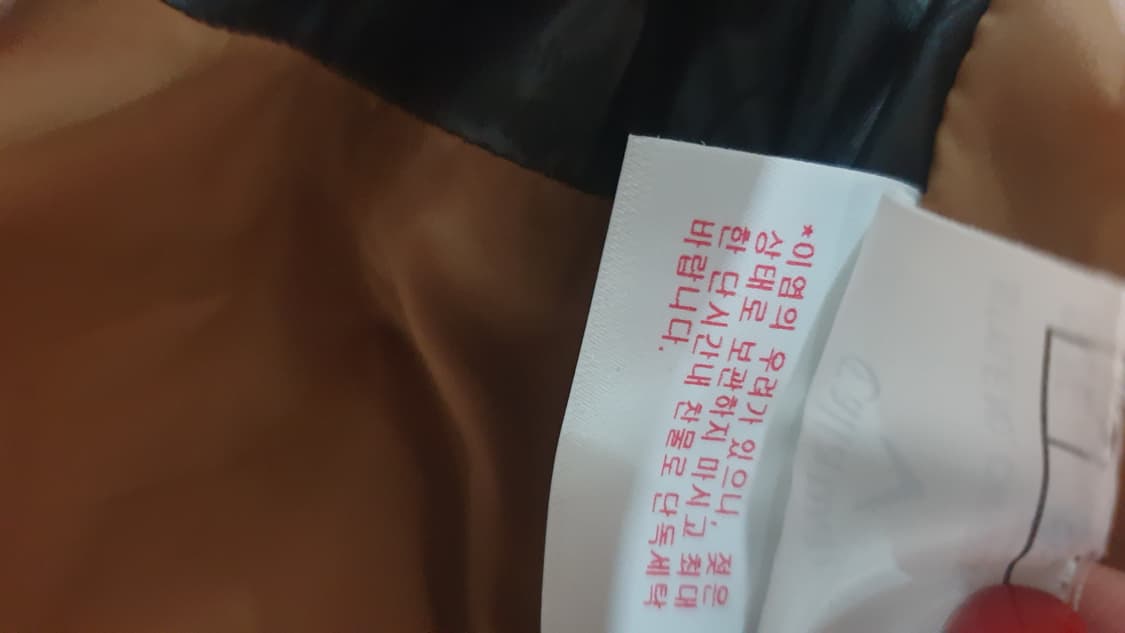 *이염의 우려가 있으니, 젖은
상태로 보관하지 마시고 최대
한 단시간내 찬물로 단독세탁
바랍니다.